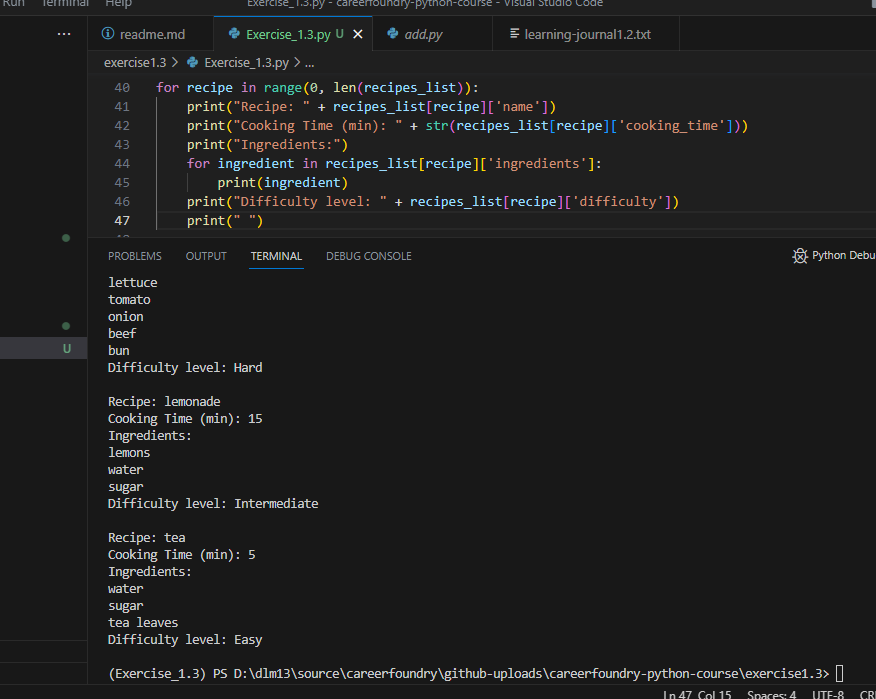 Run Terminal Help Exercise_1.3.py - careerfoundry-python-course - Visual Studio Code
... readme.md Exercise_1.3.py U × add.py learning-journal1.2.txt
exercise1.3 > Exercise_1.3.py > ...
40 for recipe in range(0, len(recipes_list)):
41 print("Recipe: " + recipes_list[recipe]['name'])
42 print("Cooking Time (min): " + str(recipes_list[recipe]['cooking_time']))
43 print("Ingredients:")
44 for ingredient in recipes_list[recipe]['ingredients']:
45 print(ingredient)
46 print("Difficulty level: " + recipes_list[recipe]['difficulty'])
47 print(" ")
PROBLEMS OUTPUT TERMINAL DEBUG CONSOLE Python Debu
lettuce
tomato
onion
beef
U
bun
Difficulty level: Hard
Recipe: lemonade
Cooking Time (min): 15
Ingredients:
lemons
water
sugar
Difficulty level: Intermediate
Recipe: tea
Cooking Time (min): 5
Ingredients:
water
sugar
tea leaves
Difficulty level: Easy
(Exercise_1.3) PS D:\dlm13\source\careerfoundry\github-uploads\careerfoundry-python-course\exercise1.3>
Ln 47, Col 15 Spaces: 4 UTF-8 CR